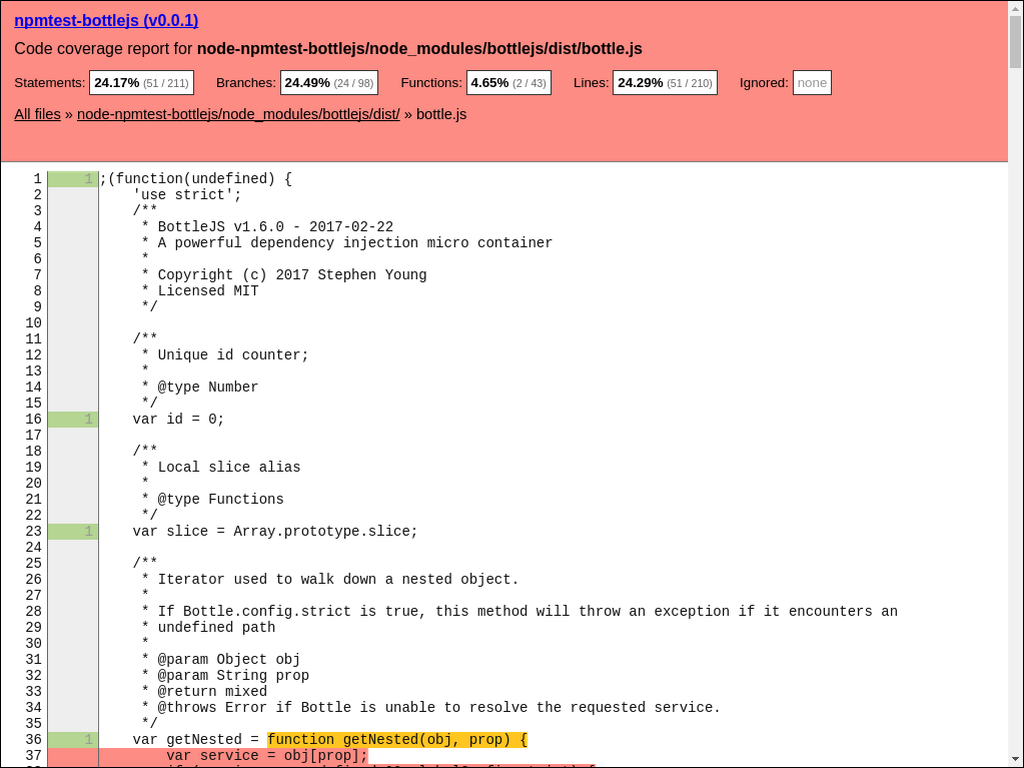 npmtest-bottlejs (v0.0.1)
Code coverage report for node-npmtest-bottlejs/node_modules/bottlejs/dist/bottle.js
Statements: 24.17% (51 / 211) Branches: 24.49% (24 / 98) Functions: 4.65% (2 / 43) Lines: 24.29% (51 / 210) Ignored: none
All files » node-npmtest-bottlejs/node_modules/bottlejs/dist/ » bottle.js
1 1 ;(function(undefined) {
2     'use strict';
3     /**
4      * BottleJS v1.6.0 - 2017-02-22
5      * A powerful dependency injection micro container
6      *
7      * Copyright (c) 2017 Stephen Young
8      * Licensed MIT
9      */
10
11     /**
12      * Unique id counter;
13      *
14      * @type Number
15      */
16 1     var id = 0;
17
18     /**
19      * Local slice alias
20      *
21      * @type Functions
22      */
23 1     var slice = Array.prototype.slice;
24
25     /**
26      * Iterator used to walk down a nested object.
27      *
28      * If Bottle.config.strict is true, this method will throw an exception if it encounters an
29      * undefined path
30      *
31      * @param Object obj
32      * @param String prop
33      * @return mixed
34      * @throws Error if Bottle is unable to resolve the requested service.
35      */
36 1     var getNested = function getNested(obj, prop) {
37         var service = obj[prop];